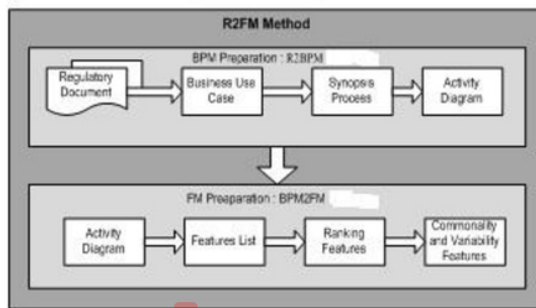 R2FM Method
BPM Preparation : R2BPM
Regulatory
Document
Business Use
Case
Synopsis
Process
Activity
Diagram
FM Preaparation : BPM2FM
Activity
Diagram
Features List
Ranking
Features
Commonality
and Variability
Features